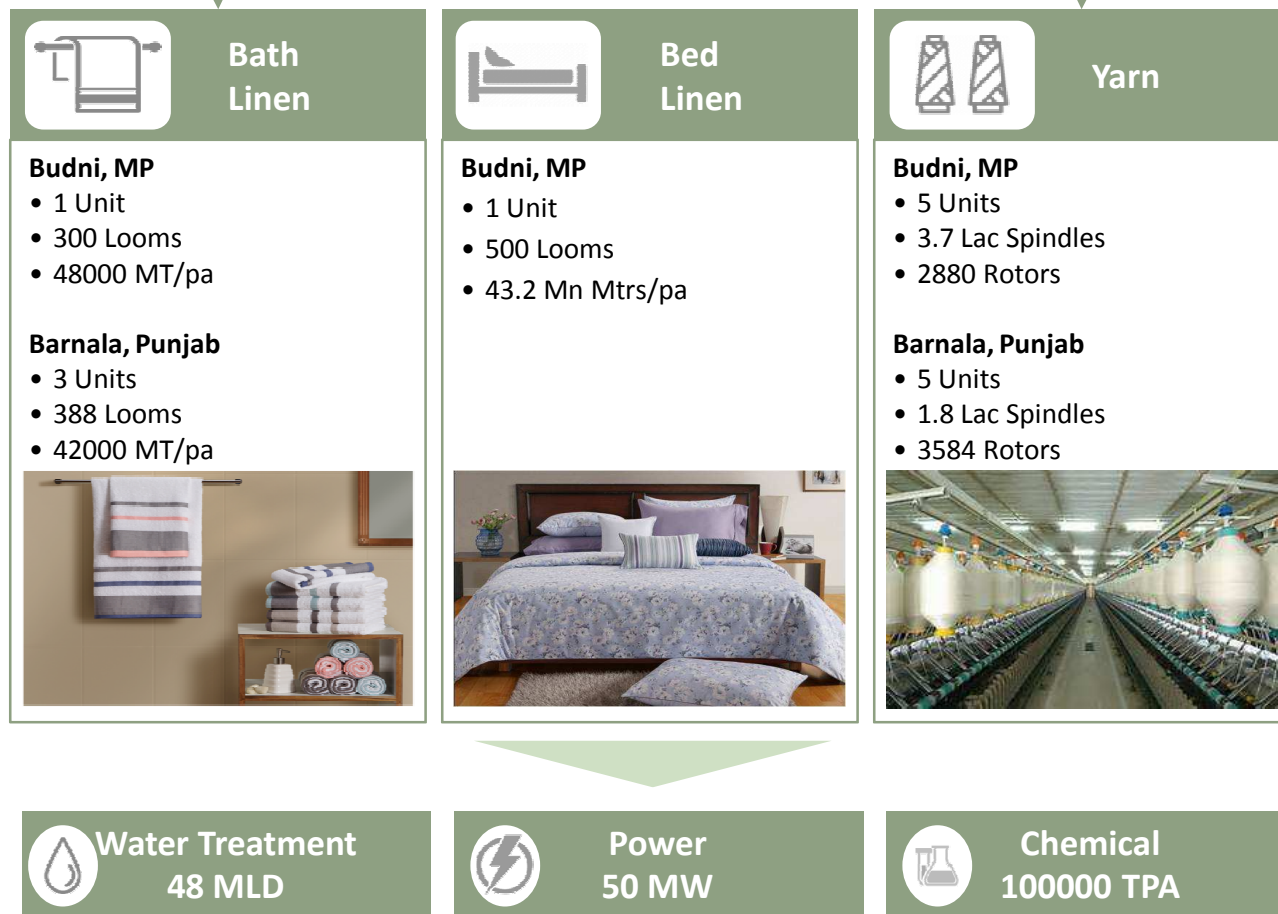 Bath
Linen
Budni, MP
• 1 Unit
• 300 Looms
• 48000 MT/pa
Barnala, Punjab
• 3 Units
• 388 Looms
• 42000 MT/pa
Bed
Linen
Budni, MP
• 1 Unit
• 500 Looms
• 43.2 Mn Mtrs/pa
Yarn
Budni, MP
• 5 Units
• 3.7 Lac Spindles
• 2880 Rotors
Barnala, Punjab
• 5 Units
• 1.8 Lac Spindles
• 3584 Rotors
Water Treatment
48 MLD
Power
50 MW
Chemical
100000 TPA